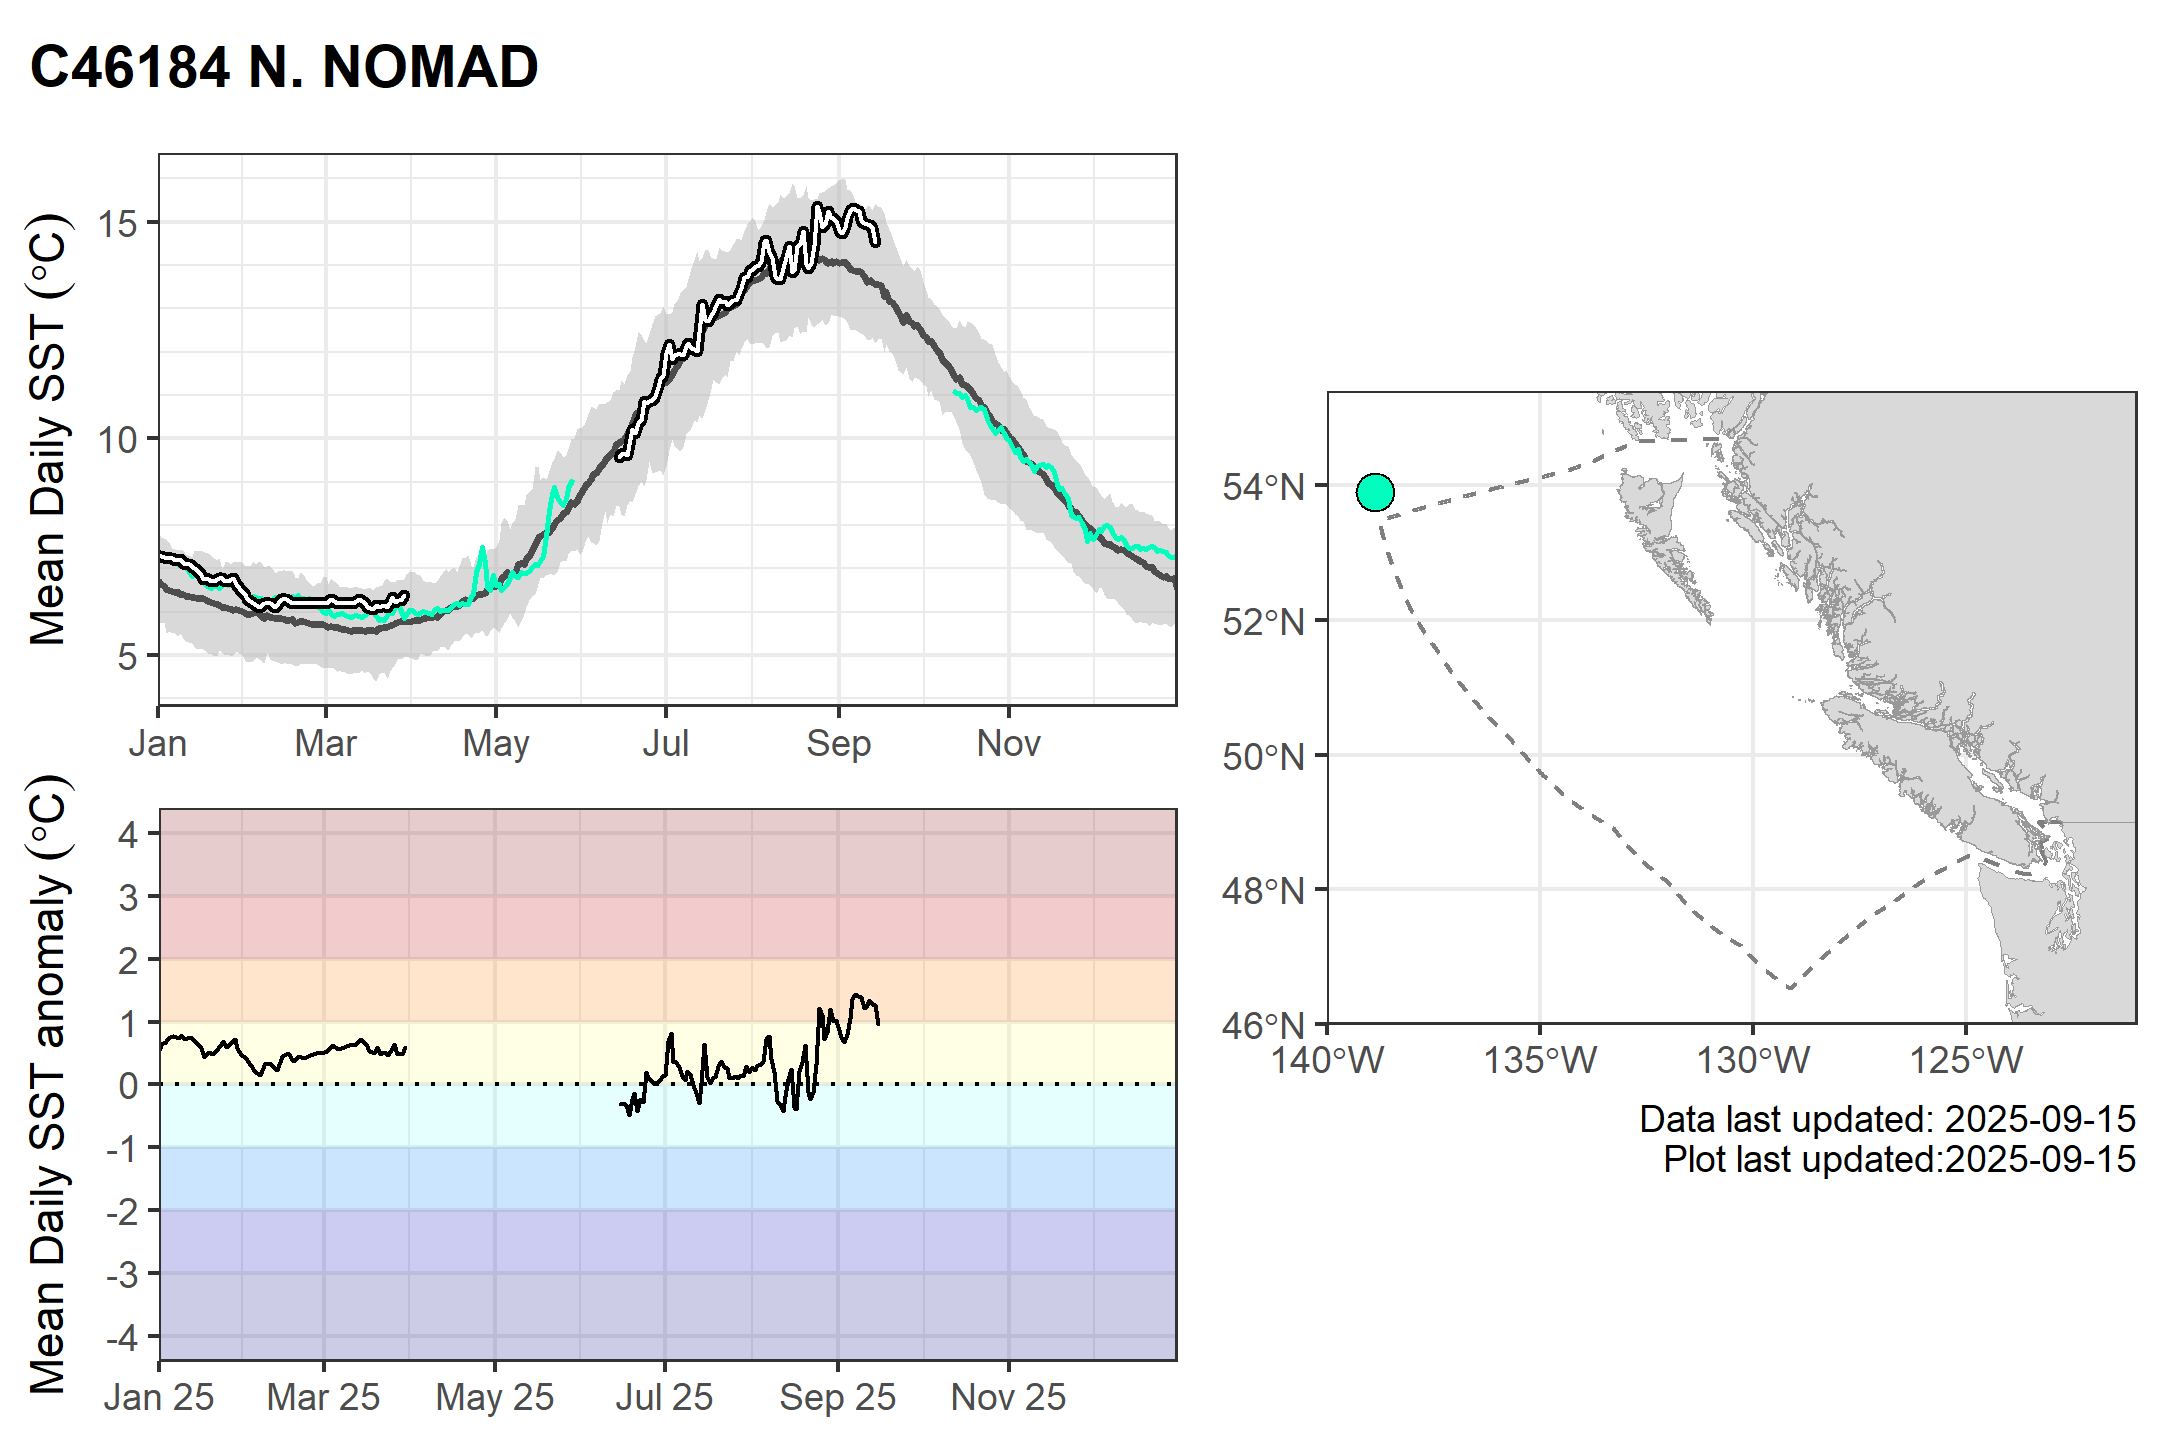 C46184 N. NOMAD
Mean Daily SST (°C)
15
10
5
Jan
Mar
May
Jul
Sep
Nov
Mean Daily SST anomaly (°C)
4
3
2
1
0
-1
-2
-3
-4
Jan 25
Mar 25
May 25
Jul 25
Sep 25
Nov 25
54°N
52°N
50°N
48°N
46°N
140°W
135°W
130°W
125°W
Data last updated: 2025-09-15
Plot last updated:2025-09-15